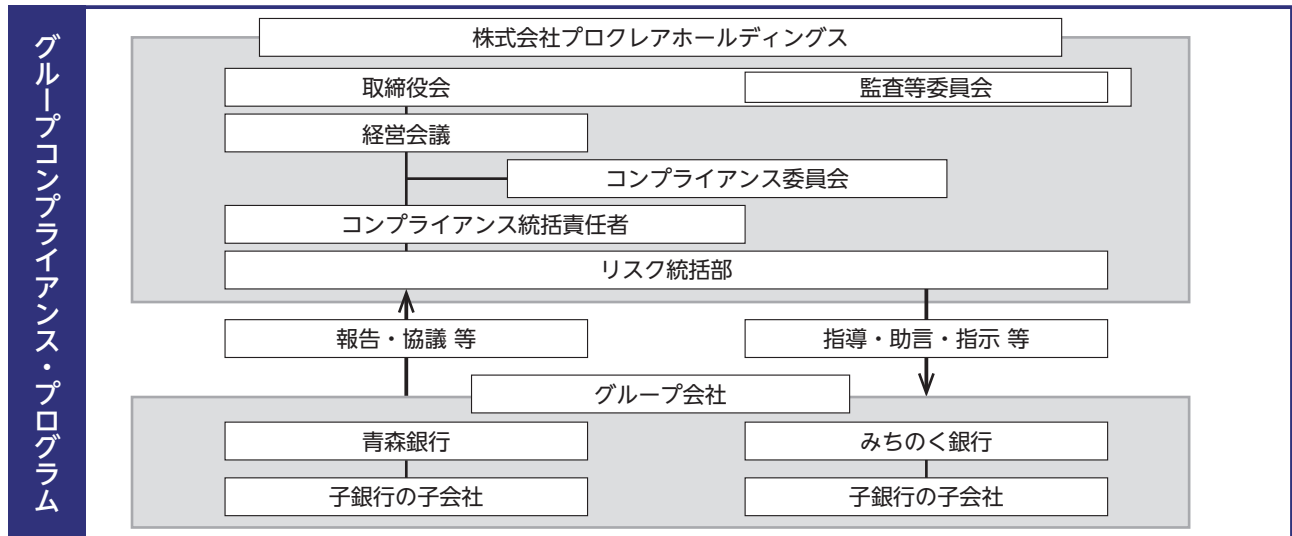 グループコンプライアンス・プログラム
株式会社プロクレアホールディングス
取締役会
監査等委員会
経営会議
コンプライアンス委員会
コンプライアンス統括責任者
リスク統括部
報告・協議 等
指導・助言・指示 等
グループ会社
青森銀行
みちのく銀行
子銀行の子会社
子銀行の子会社